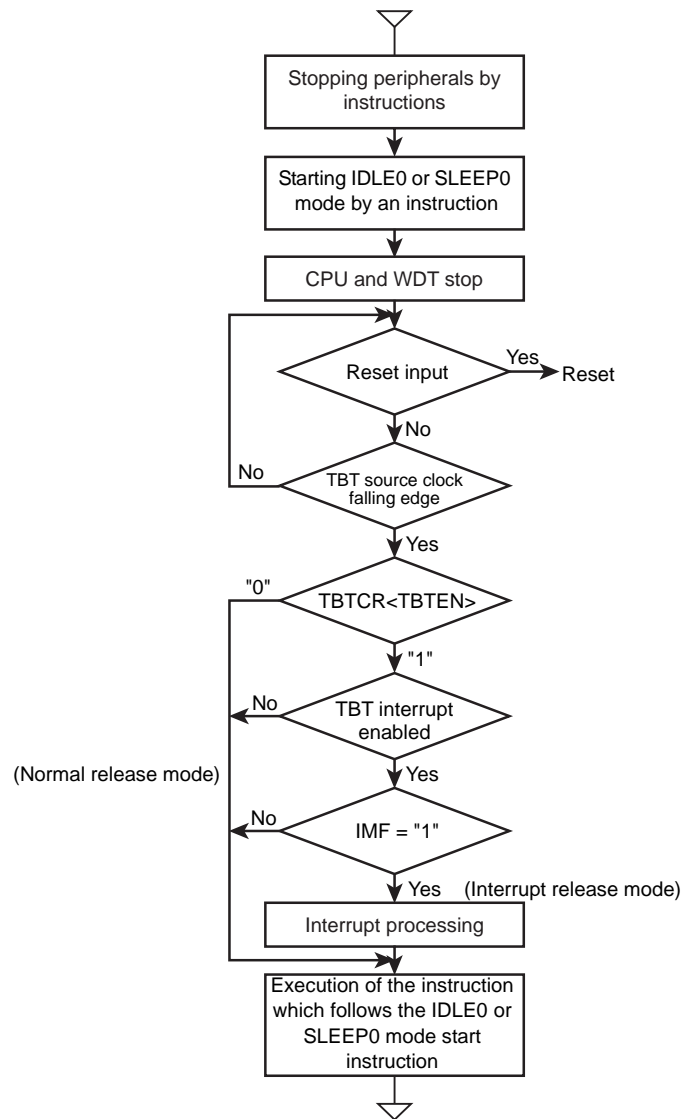 Stopping peripherals by
instructions
Starting IDLE0 or SLEEP0
mode by an instruction
CPU and WDT stop
Reset input
Yes
Reset
No
No
TBT source clock
falling edge
Yes
"0"
TBTCR<TBTEN>
"1"
No
TBT interrupt
enabled
(Normal release mode)
Yes
No
IMF = "1"
Yes
(Interrupt release mode)
Interrupt processing
Execution of the instruction
which follows the IDLE0 or
SLEEP0 mode start
instruction